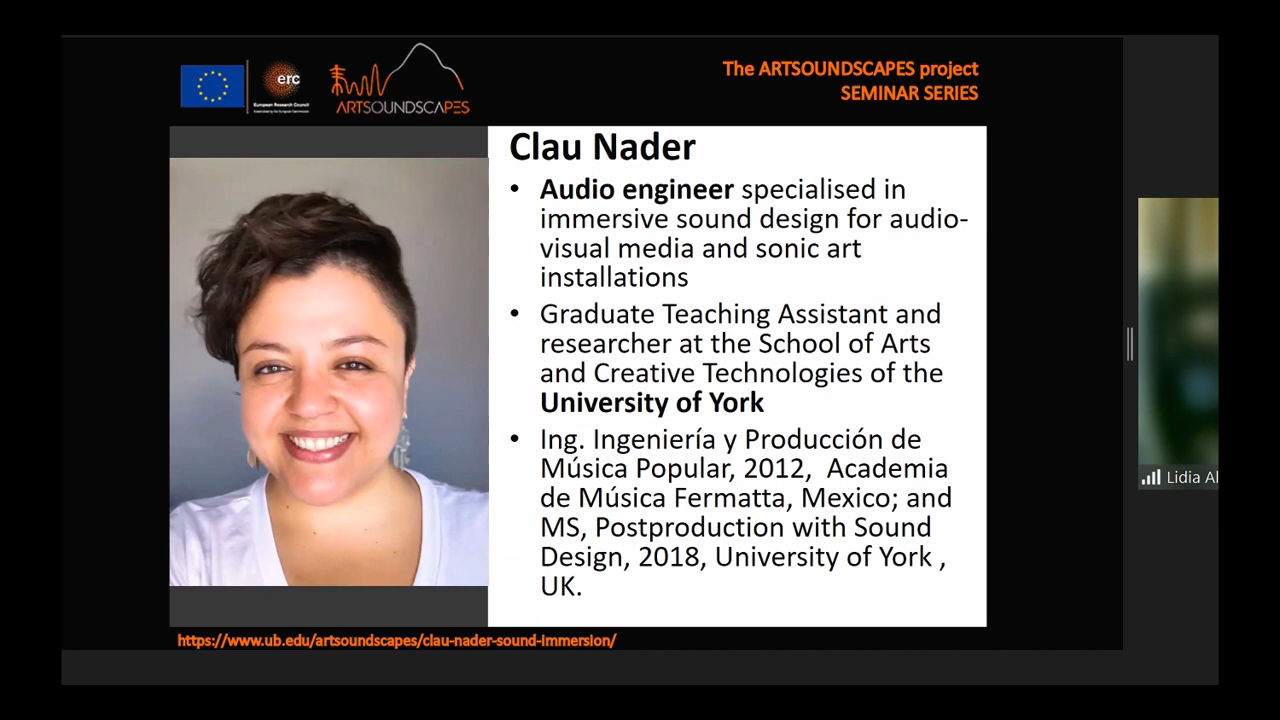 erc
European Research Council
ARTSOUNDSCAPES
The ARTSOUNDSCAPES project
SEMINAR SERIES
Clau Nader
• Audio engineer specialised in
immersive sound design for audio-
visual media and sonic art
installations
• Graduate Teaching Assistant and
researcher at the School of Arts
and Creative Technologies of the
University of York
• Ing. Ingeniería y Producción de
Música Popular, 2012, Academia
de Música Fermatta, Mexico; and
MS, Postproduction with Sound
Design, 2018, University of York ,
UK.
https://www.ub.edu/artsoundscapes/clau-nader-sound-immersion/
Lidia Al